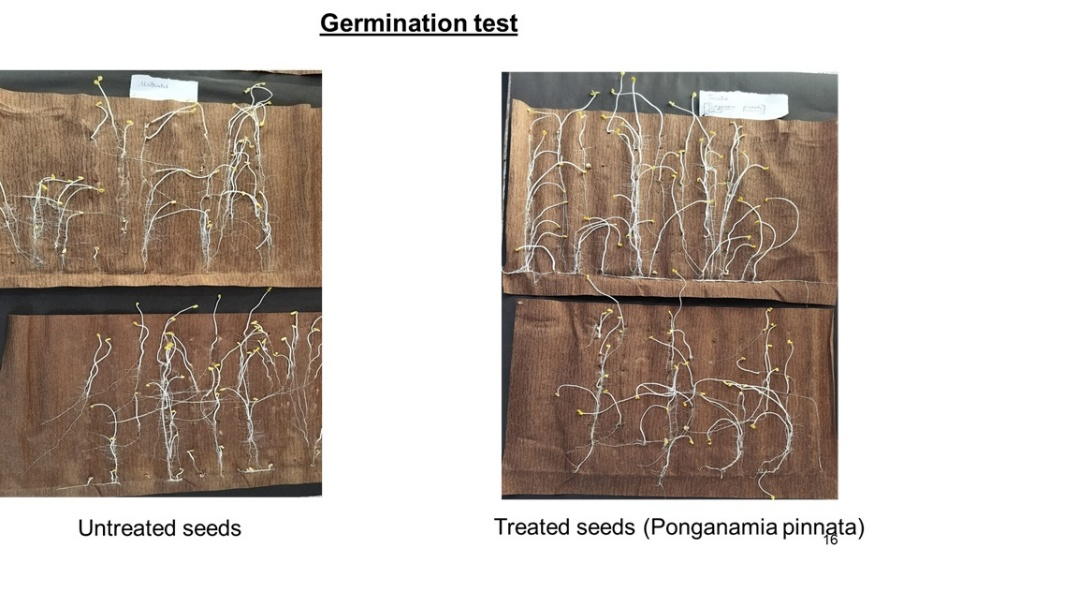 Germination test
Untreated seeds
Treated seeds (Ponganamia pinnata)
16